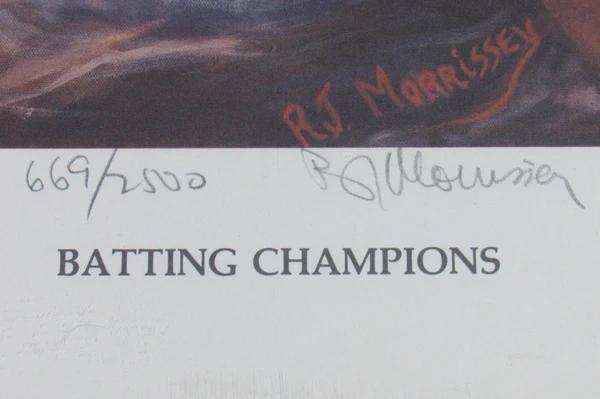 R.J. MORRISSEY
669/2500 RJ Morrissey
BATTING CHAMPIONS